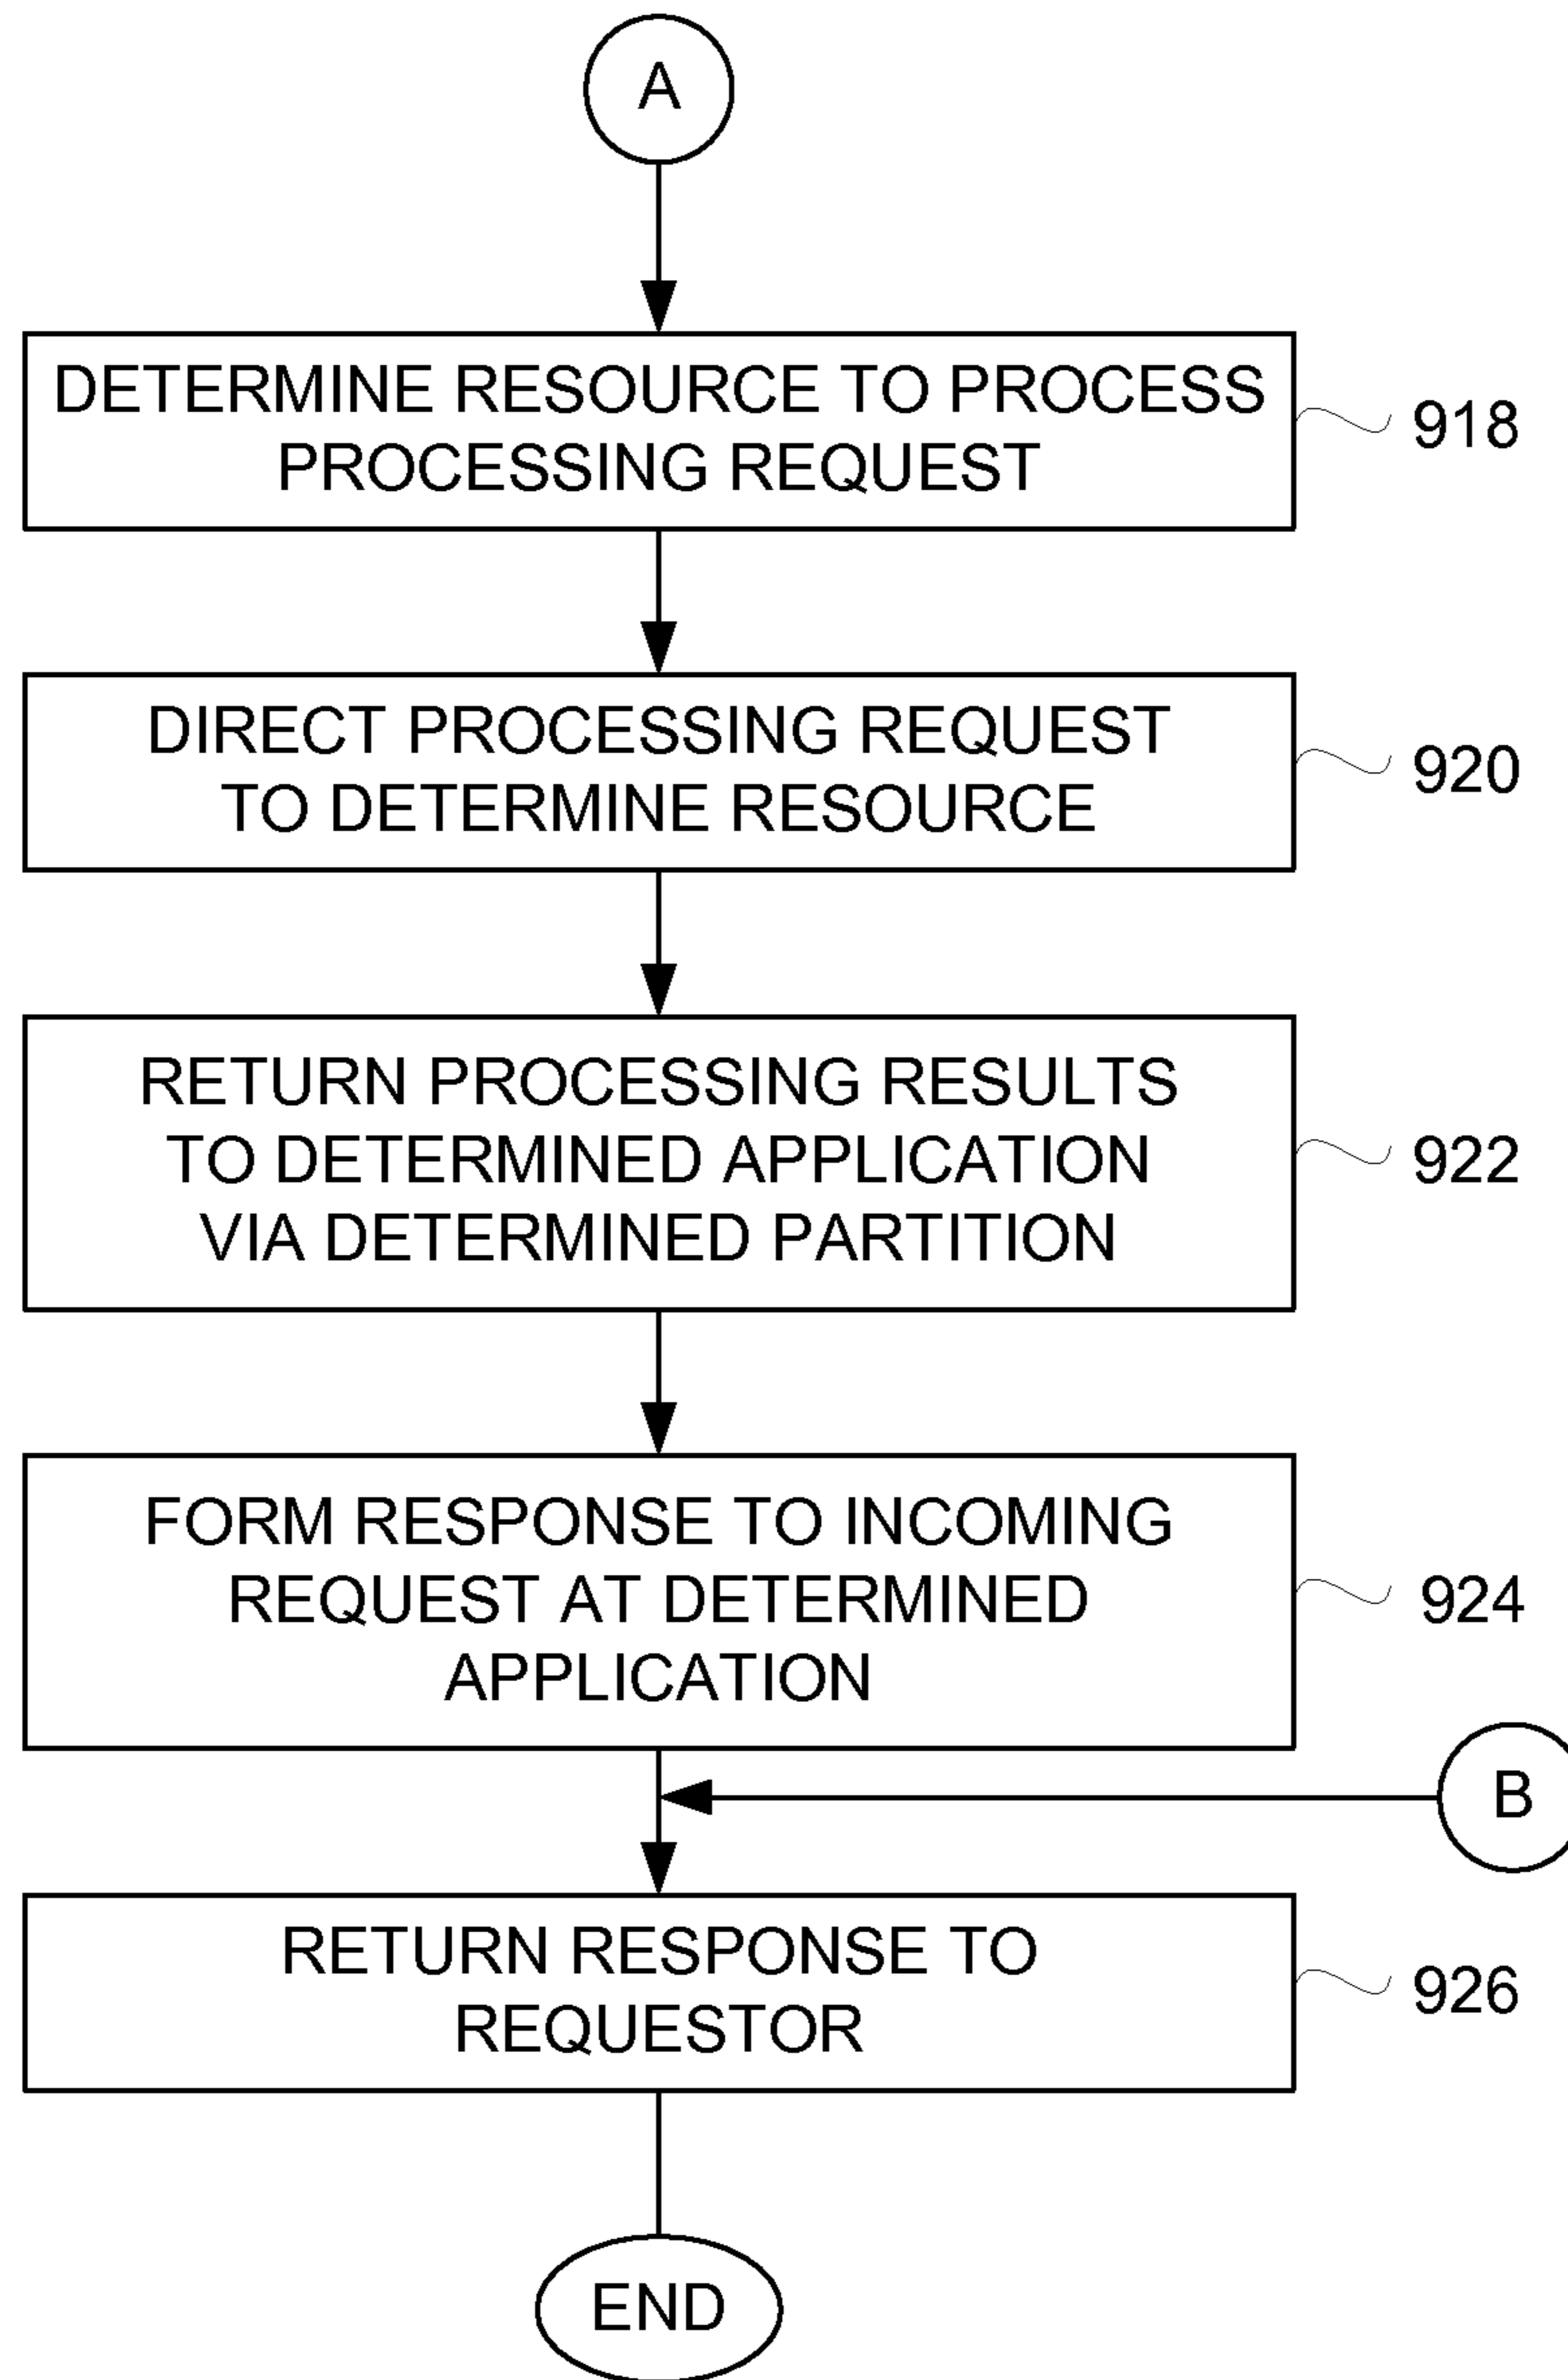 A
DETERMINE RESOURCE TO PROCESS
PROCESSING REQUEST
918
DIRECT PROCESSING REQUEST
TO DETERMINE RESOURCE
920
RETURN PROCESSING RESULTS
TO DETERMINED APPLICATION
VIA DETERMINED PARTITION
922
FORM RESPONSE TO INCOMING
REQUEST AT DETERMINED
APPLICATION
924
B
RETURN RESPONSE TO
REQUESTOR
926
END